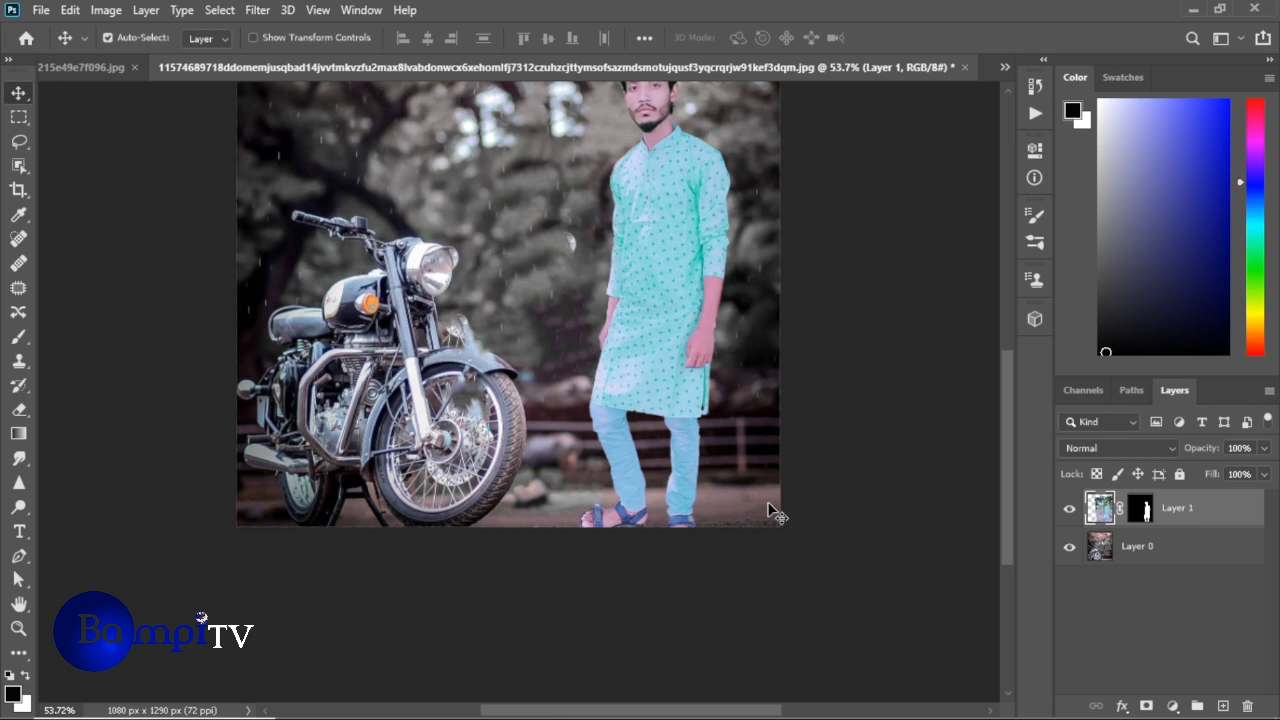 Ps File Edit Image Layer Type Select Filter 3D View Window Help
Auto-Select: Layer Show Transform Controls 3D Mode:
215e49e7f096.jpg
11574689718ddomemjusqbad14jvvtmkvzfu2max8lvabdonwcx6xehomlfj7312czuhzcjttymsofsazmdsmotujqusf3yqcrqrjw91kef3dqm.jpg @ 53.7% (Layer 1, RGB/8#) *
Color Swatches
Channels Paths Layers
Kind
Normal Opacity: 100%
Lock: Fill: 100%
Layer 1
Layer 0
BampiTV
53.72% 1080 px x 1290 px (72 ppi)